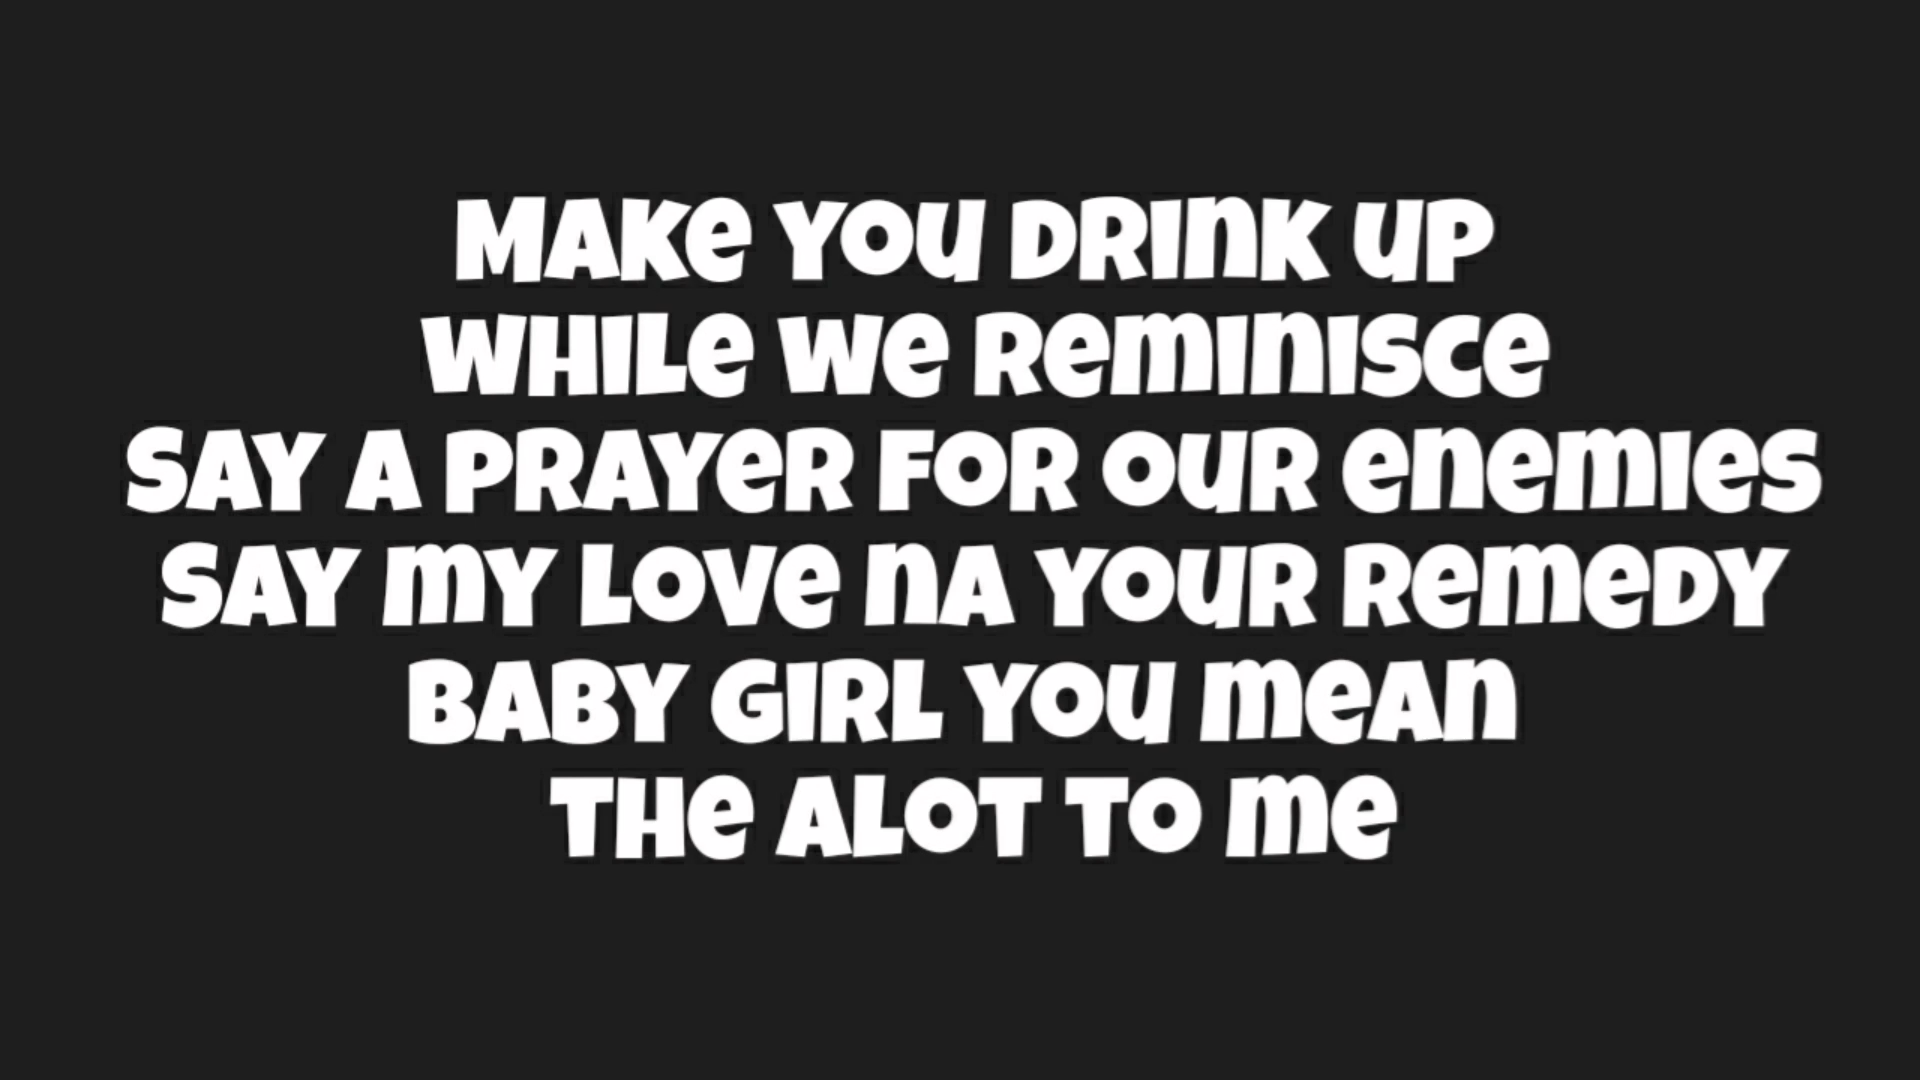 Make you drink up
While we reminisce
Say a prayer for our enemies
Say my love na your remedy
Baby girl you mean
The alot to me